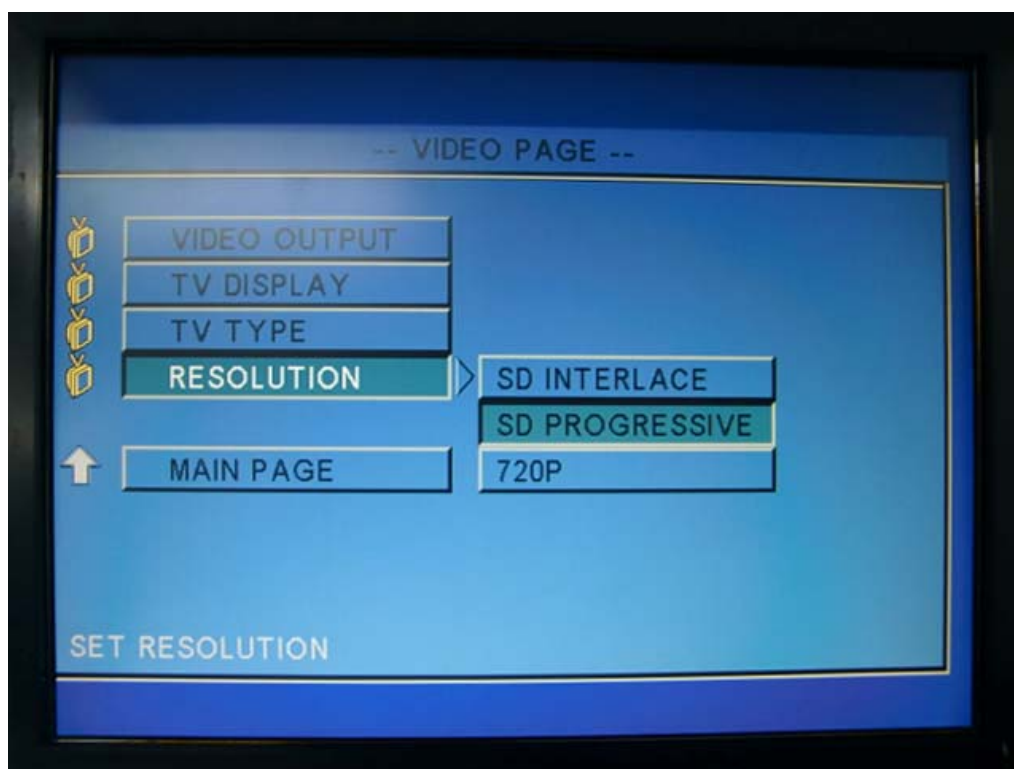 -- VIDEO PAGE --
VIDEO OUTPUT
TV DISPLAY
TV TYPE
RESOLUTION
SD INTERLACE
SD PROGRESSIVE
720P
MAIN PAGE
SET RESOLUTION